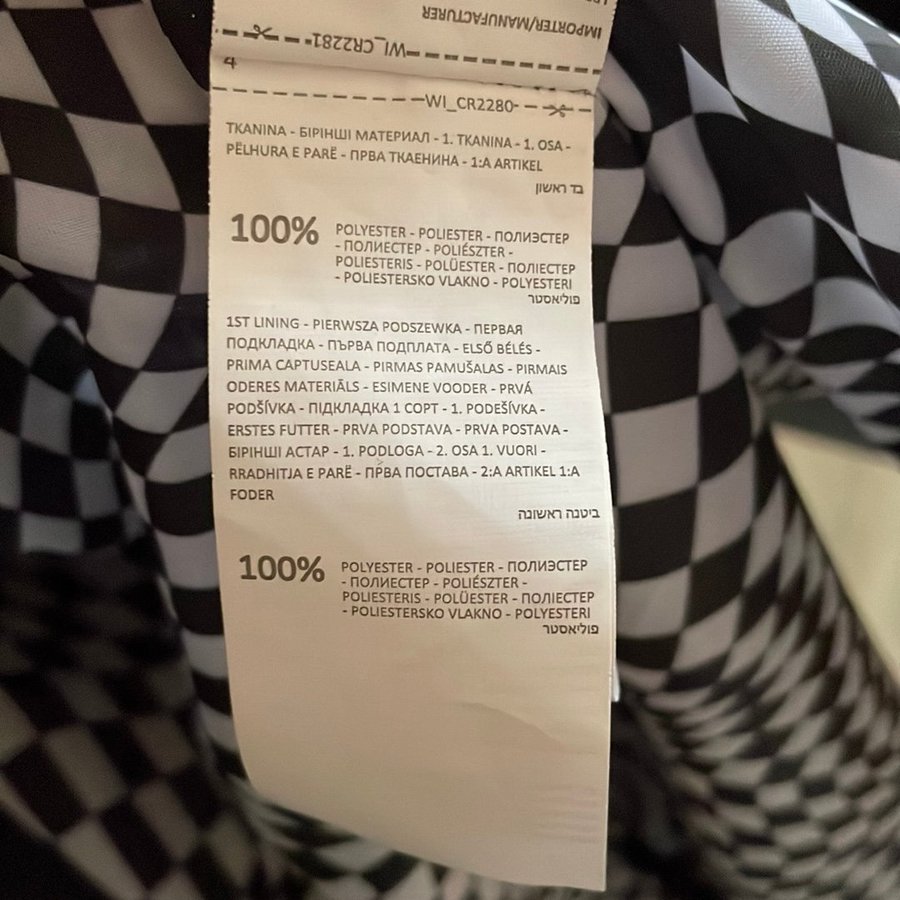 IMPORTER/MANUFACTURER
WI_CR2281
4
WI_CR2280
TKANINA - БІРІНШІ МАТЕРИАЛ - 1. TKANINA - 1. OSA -
PËLHURA E PARË - ПРВА ТКАЕНИНА - 1:A ARTIKEL
בד ראשון
100% POLYESTER - POLIESTER - ПОЛИЭСТЕР
- ПОЛИЕСТЕР - POLIÉSZTER -
POLIESTERIS - POLÜESTER - ПОЛІЕСТЕР
- POLIESTERSKO VLAKNO - POLYESTERI
פוליאסטר
1ST LINING - PIERWSZA PODSZEWKA - ПЕРВАЯ
ПОДКЛАДКА - ПЪРВА ПОДПЛАТА - ELSŐ BÉLÉS -
PRIMA CAPTUSEALA - PIRMAS PAMUŠALAS - PIRMAIS
ODERES MATERIĀLS - ESIMENE VOODER - PRVÁ
PODŠÍVKA - ПІДКЛАДКА 1 СОРТ - 1. PODEŠÍVKA -
ERSTES FUTTER - PRVA PODSTAVA - PRVA POSTAVA -
БІРІНШІ АСТАР - 1. PODLOGA - 2. OSA 1. VUORI -
RRADHITJA E PARË - ПРВА ПОСТАВА - 2:A ARTIKEL 1:A
FODER
ביטנה ראשונה
100% POLYESTER - POLIESTER - ПОЛИЭСТЕР
- ПОЛИЕСТЕР - POLIÉSZTER -
POLIESTERIS - POLÜESTER - ПОЛІЕСТЕР
- POLIESTERSKO VLAKNO - POLYESTERI
פוליאסטר